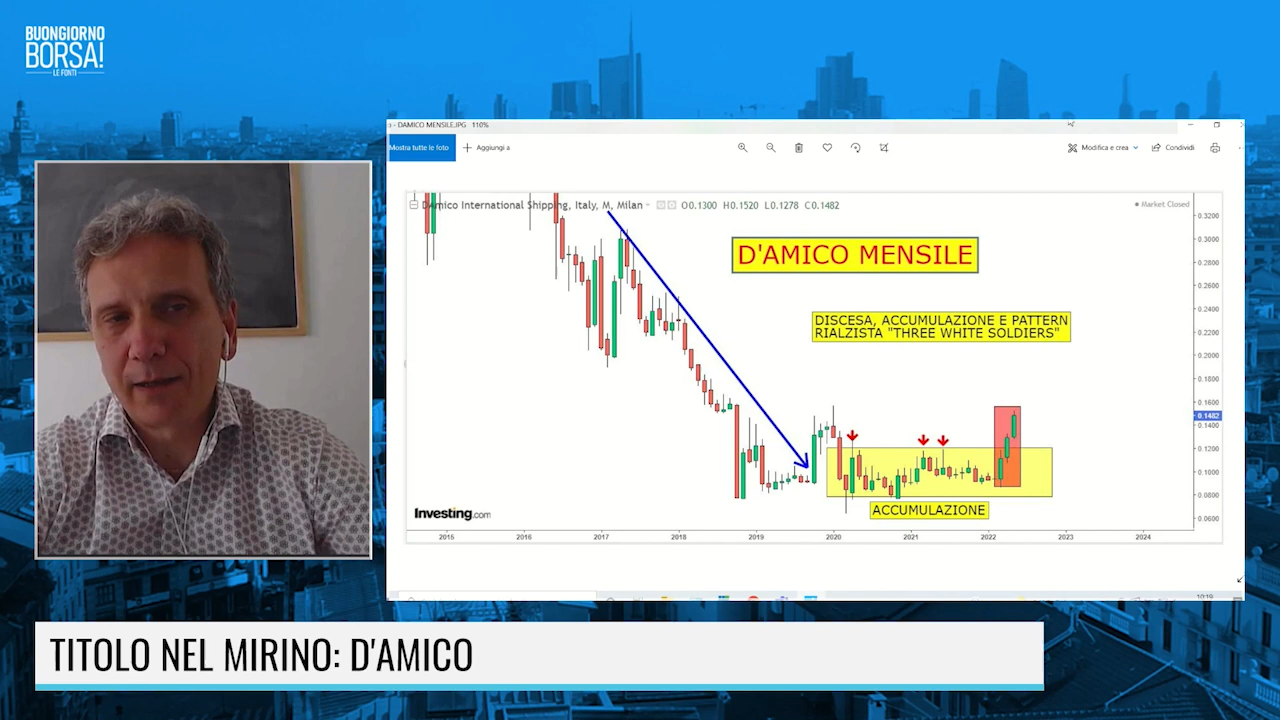 BUONGIORNO
BORSA!
LE FONTI
- DAMICO MENSILE.JPG 110%
Mostra tutte le foto
Aggiungi a
Modifica e crea
Condividi
D'Amico International Shipping, Italy, M, Milan
O0.1300 H0.1520 L0.1278 C0.1482
Market Closed
D'AMICO MENSILE
DISCESA, ACCUMULAZIONE E PATTERN
RIALZISTA "THREE WHITE SOLDIERS"
0.3200
0.3000
0.2800
0.2600
0.2400
0.2200
0.2000
0.1800
0.1600
0.1482
0.1400
0.1200
0.1000
0.0800
0.0600
ACCUMULAZIONE
Investing.com
2015 2016 2017 2018 2019 2020 2021 2022 2023 2024
10:19
TITOLO NEL MIRINO: D'AMICO